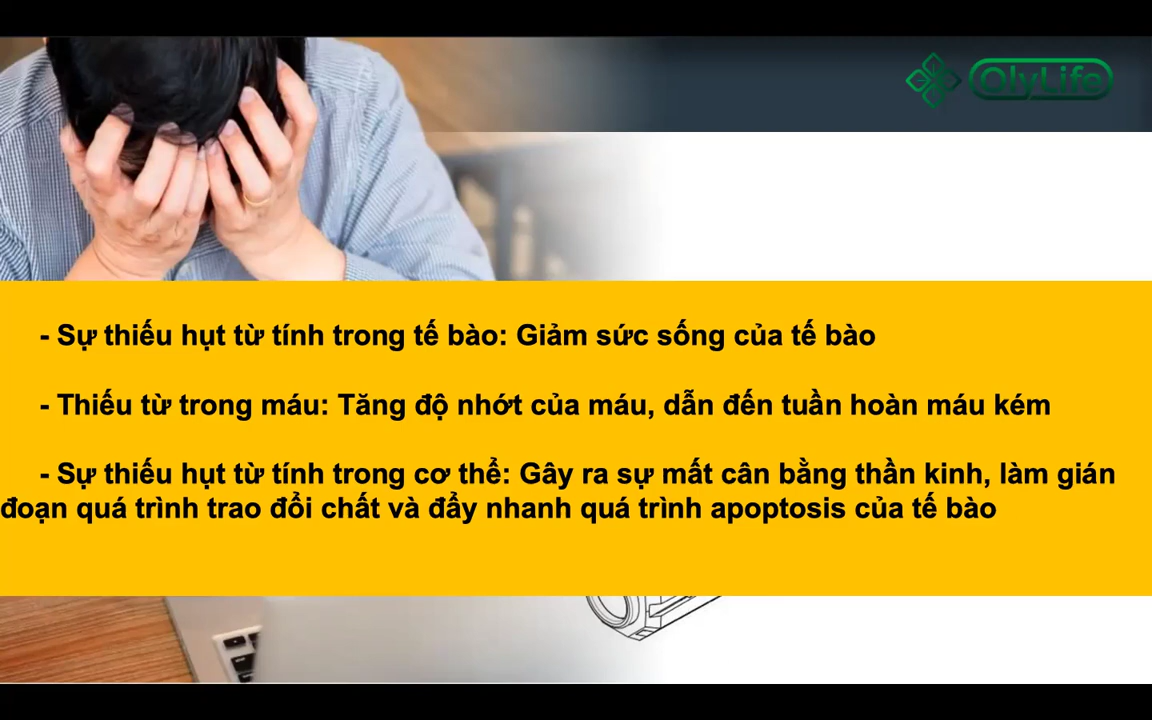 OlyLife
- Sự thiếu hụt từ tính trong tế bào: Giảm sức sống của tế bào
- Thiếu từ trong máu: Tăng độ nhớt của máu, dẫn đến tuần hoàn máu kém
- Sự thiếu hụt từ tính trong cơ thể: Gây ra sự mất cân bằng thần kinh, làm gián
đoạn quá trình trao đổi chất và đẩy nhanh quá trình apoptosis của tế bào